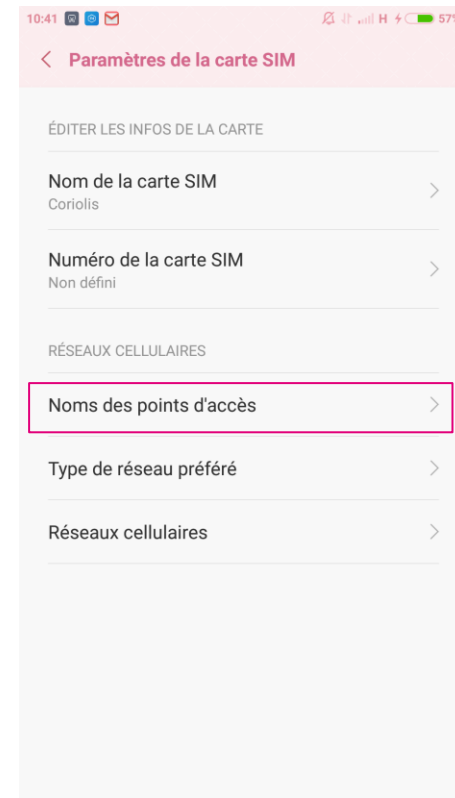 10:41 H 57%
Paramètres de la carte SIM
ÉDITER LES INFOS DE LA CARTE
Nom de la carte SIM
Coriolis
Numéro de la carte SIM
Non défini
RÉSEAUX CELLULAIRES
Noms des points d'accès
Type de réseau préféré
Réseaux cellulaires